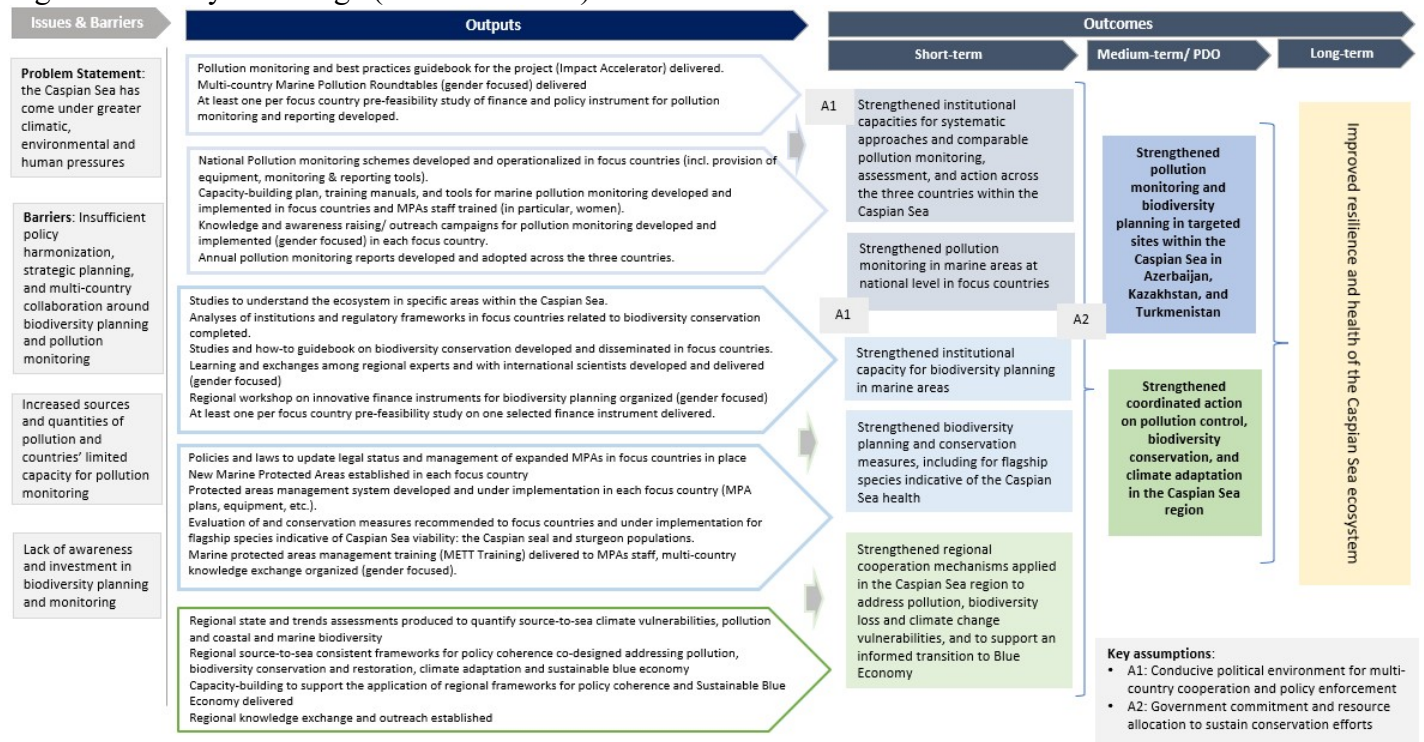 Issues & Barriers
Outputs
Outcomes
Short-term
Medium-term/ PDO
Long-term
Problem Statement:
the Caspian Sea has
come under greater
climatic,
environmental and
human pressures
Barriers: Insufficient
policy
harmonization,
strategic planning,
and multi-country
collaboration around
biodiversity planning
and pollution
monitoring
Increased sources
and quantities of
pollution and
countries' limited
capacity for pollution
monitoring
Lack of awareness
and investment in
biodiversity planning
and monitoring
Pollution monitoring and best practices guidebook for the project (Impact Accelerator) delivered.
Multi-country Marine Pollution Roundtables (gender focused) delivered
At least one per focus country pre-feasibility study of finance and policy instrument for pollution
monitoring and reporting developed.
National Pollution monitoring schemes developed and operationalized in focus countries (incl. provision of
equipment, monitoring & reporting tools).
Capacity-building plan, training manuals, and tools for marine pollution monitoring developed and
implemented in focus countries and MPAs staff trained (in particular, women).
Knowledge and awareness raising/ outreach campaigns for pollution monitoring developed and
implemented (gender focused) in each focus country.
Annual pollution monitoring reports developed and adopted across the three countries.
Studies to understand the ecosystem in specific areas within the Caspian Sea.
Analyses of institutions and regulatory frameworks in focus countries related to biodiversity conservation
completed.
Studies and how-to guidebook on biodiversity conservation developed and disseminated in focus countries.
Learning and exchanges among regional experts and with international scientists developed and delivered
(gender focused)
Regional workshop on innovative finance instruments for biodiversity planning organized (gender focused)
At least one per focus country pre-feasibility study on one selected finance instrument delivered.
Policies and laws to update legal status and management of expanded MPAs in focus countries in place
New Marine Protected Areas established in each focus country
Protected areas management system developed and under implementation in each focus country (MPA
plans, equipment, etc.).
Evaluation of and conservation measures recommended to focus countries and under implementation for
flagship species indicative of Caspian Sea viability: the Caspian seal and sturgeon populations.
Marine protected areas management training (METT Training) delivered to MPAs staff, multi-country
knowledge exchange organized (gender focused).
Regional state and trends assessments produced to quantify source-to-sea climate vulnerabilities, pollution
and coastal and marine biodiversity
Regional source-to-sea consistent frameworks for policy coherence co-designed addressing pollution,
biodiversity conservation and restoration, climate adaptation and sustainable blue economy
Capacity-building to support the application of regional frameworks for policy coherence and Sustainable Blue
Economy delivered
Regional knowledge exchange and outreach established
A1
Strengthened institutional
capacities for systematic
approaches and comparable
pollution monitoring,
assessment, and action across
the three countries within the
Caspian Sea
Strengthened pollution
monitoring in marine areas at
national level in focus countries
A1
A2
Strengthened institutional
capacity for biodiversity planning
in marine areas
Strengthened biodiversity
planning and conservation
measures, including for flagship
species indicative of the Caspian
Sea health
Strengthened regional
cooperation mechanisms applied
in the Caspian Sea region to
address pollution, biodiversity
loss and climate change
vulnerabilities, and to support an
informed transition to Blue
Economy
Strengthened
pollution
monitoring and
biodiversity
planning in targeted
sites within the
Caspian Sea in
Azerbaijan,
Kazakhstan, and
Turkmenistan
Strengthened
coordinated action
on pollution control,
biodiversity
conservation, and
climate adaptation
in the Caspian Sea
region
Improved resilience and health of the Caspian Sea ecosystem
Key assumptions:
• A1: Conducive political environment for multi-
country cooperation and policy enforcement
• A2: Government commitment and resource
allocation to sustain conservation efforts